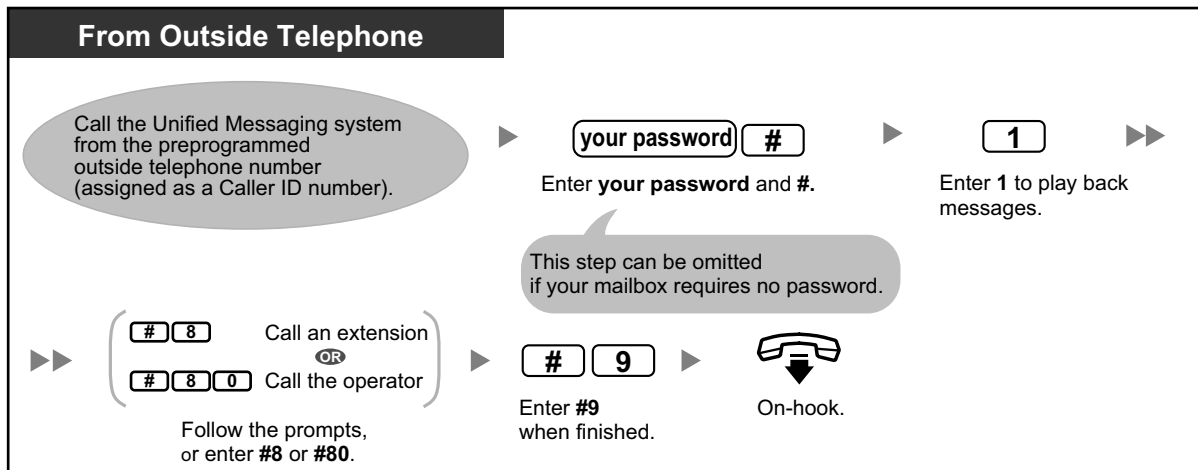 From Outside Telephone
Call the Unified Messaging system
from the preprogrammed
outside telephone number
(assigned as a Caller ID number).
your password #
Enter your password and #.
This step can be omitted
if your mailbox requires no password.
1
Enter 1 to play back
messages.
# 8 Call an extension
OR
# 8 0 Call the operator
Follow the prompts,
or enter #8 or #80.
# 9
Enter #9
when finished.
On-hook.